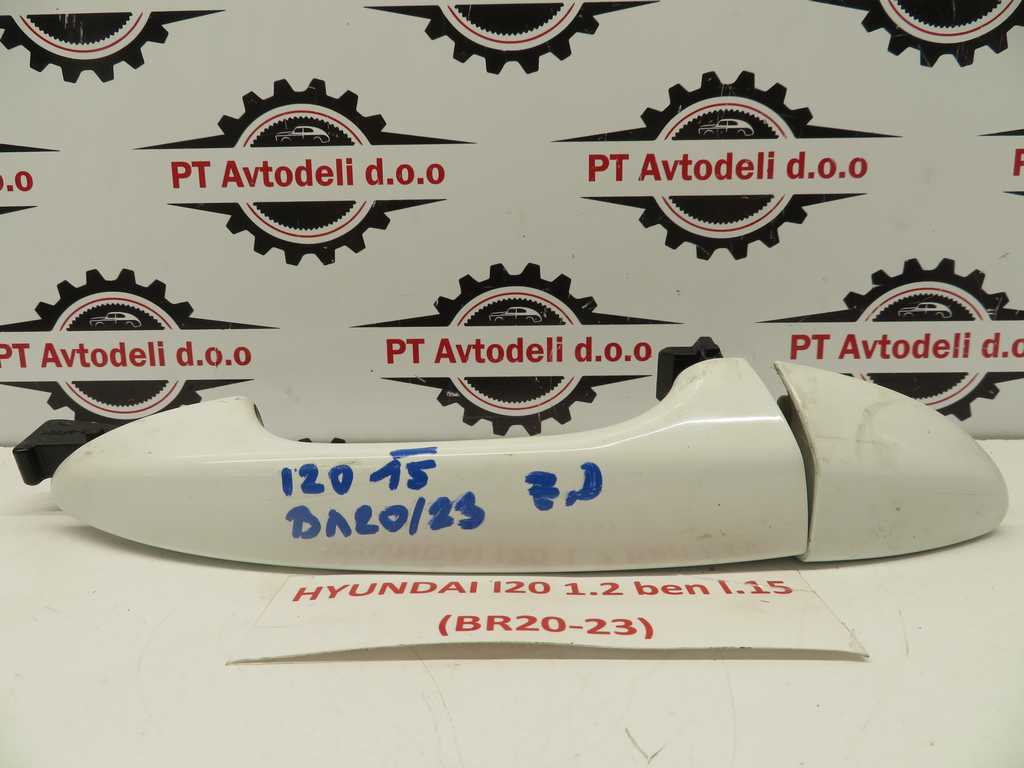 PT Avtodeli d.o.o
PT Avtodeli d.o.o
PT Avtodeli d.o.o
PT Avtodeli d.o.o
PT Avtodeli d.o
I20 15
BR20/23
Z.D
HYUNDAI I20 1.2 ben l.15
(BR20-23)